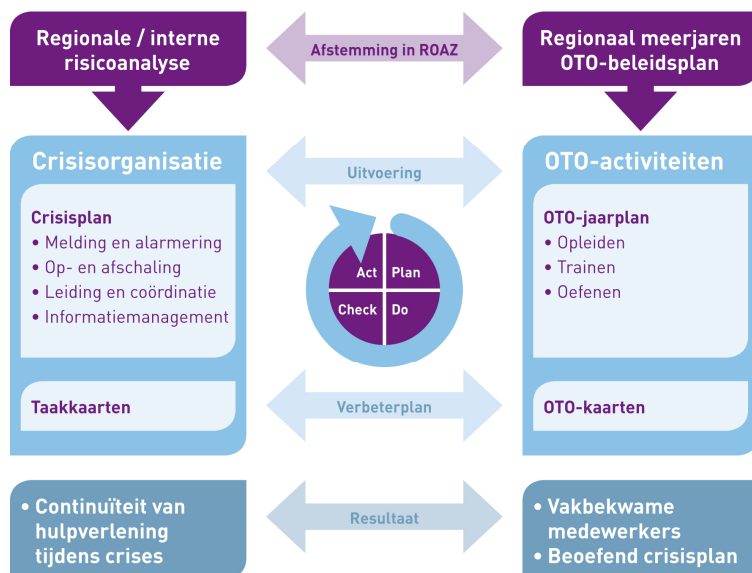 Regionale / interne
risicoanalyse
Afstemming in ROAZ
Regionaal meerjaren
OTO-beleidsplan
Crisisorganisatie
Uitvoering
OTO-activiteiten
Crisisplan
• Melding en alarmering
• Op- en afschaling
• Leiding en coördinatie
• Informatiemanagement
Act
Plan
Check
Do
OTO-jaarplan
• Opleiden
• Trainen
• Oefenen
Taakkaarten
Verbeterplan
OTO-kaarten
• Continuïteit van
hulpverlening
tijdens crises
Resultaat
• Vakbekwame
medewerkers
• Beoefend crisisplan